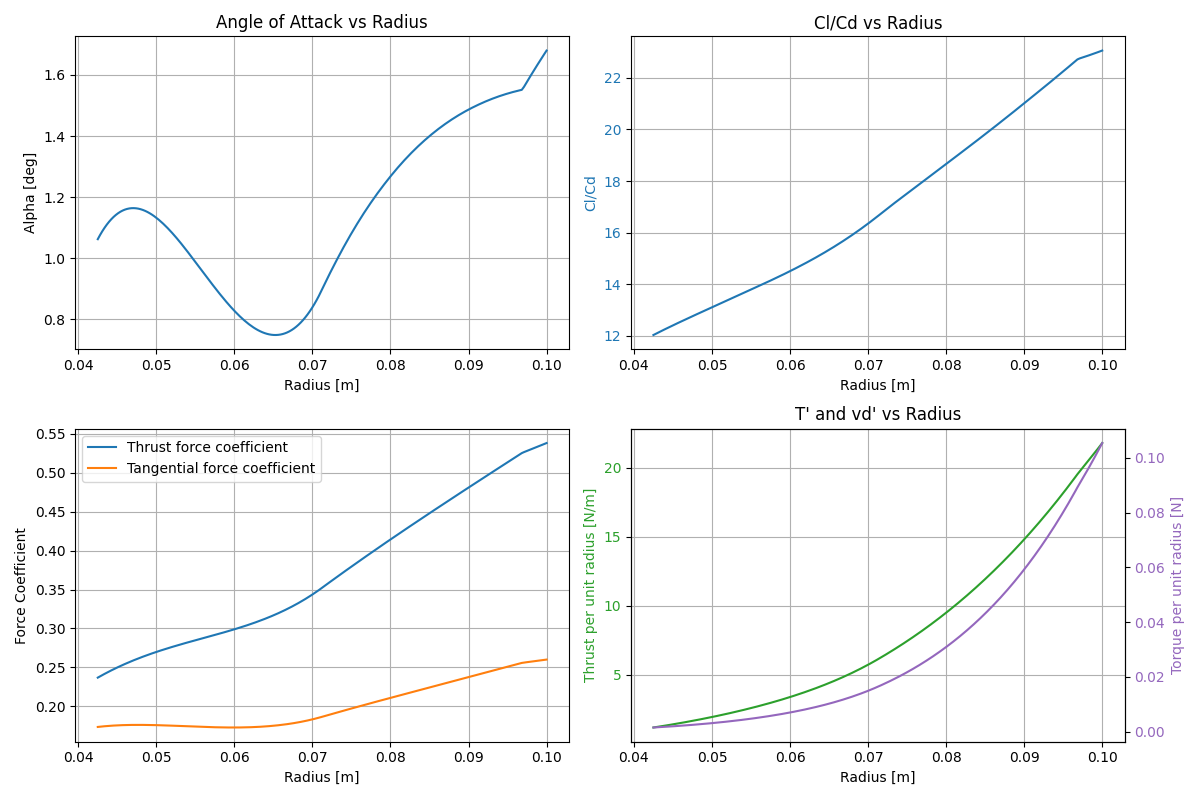 Angle of Attack vs Radius
Alpha [deg]
1.6
1.4
1.2
1.0
0.8
0.04 0.05 0.06 0.07 0.08 0.09 0.10
Radius [m]
Cl/Cd vs Radius
Cl/Cd
22
20
18
16
14
12
0.04 0.05 0.06 0.07 0.08 0.09 0.10
Radius [m]
Thrust force coefficient
Tangential force coefficient
Force Coefficient
0.55
0.50
0.45
0.40
0.35
0.30
0.25
0.20
0.04 0.05 0.06 0.07 0.08 0.09 0.10
Radius [m]
T' and vd' vs Radius
Thrust per unit radius [N/m]
20
15
10
5
0.10
0.08
0.06
0.04
0.02
0.00
Torque per unit radius [N]
0.04 0.05 0.06 0.07 0.08 0.09 0.10
Radius [m]